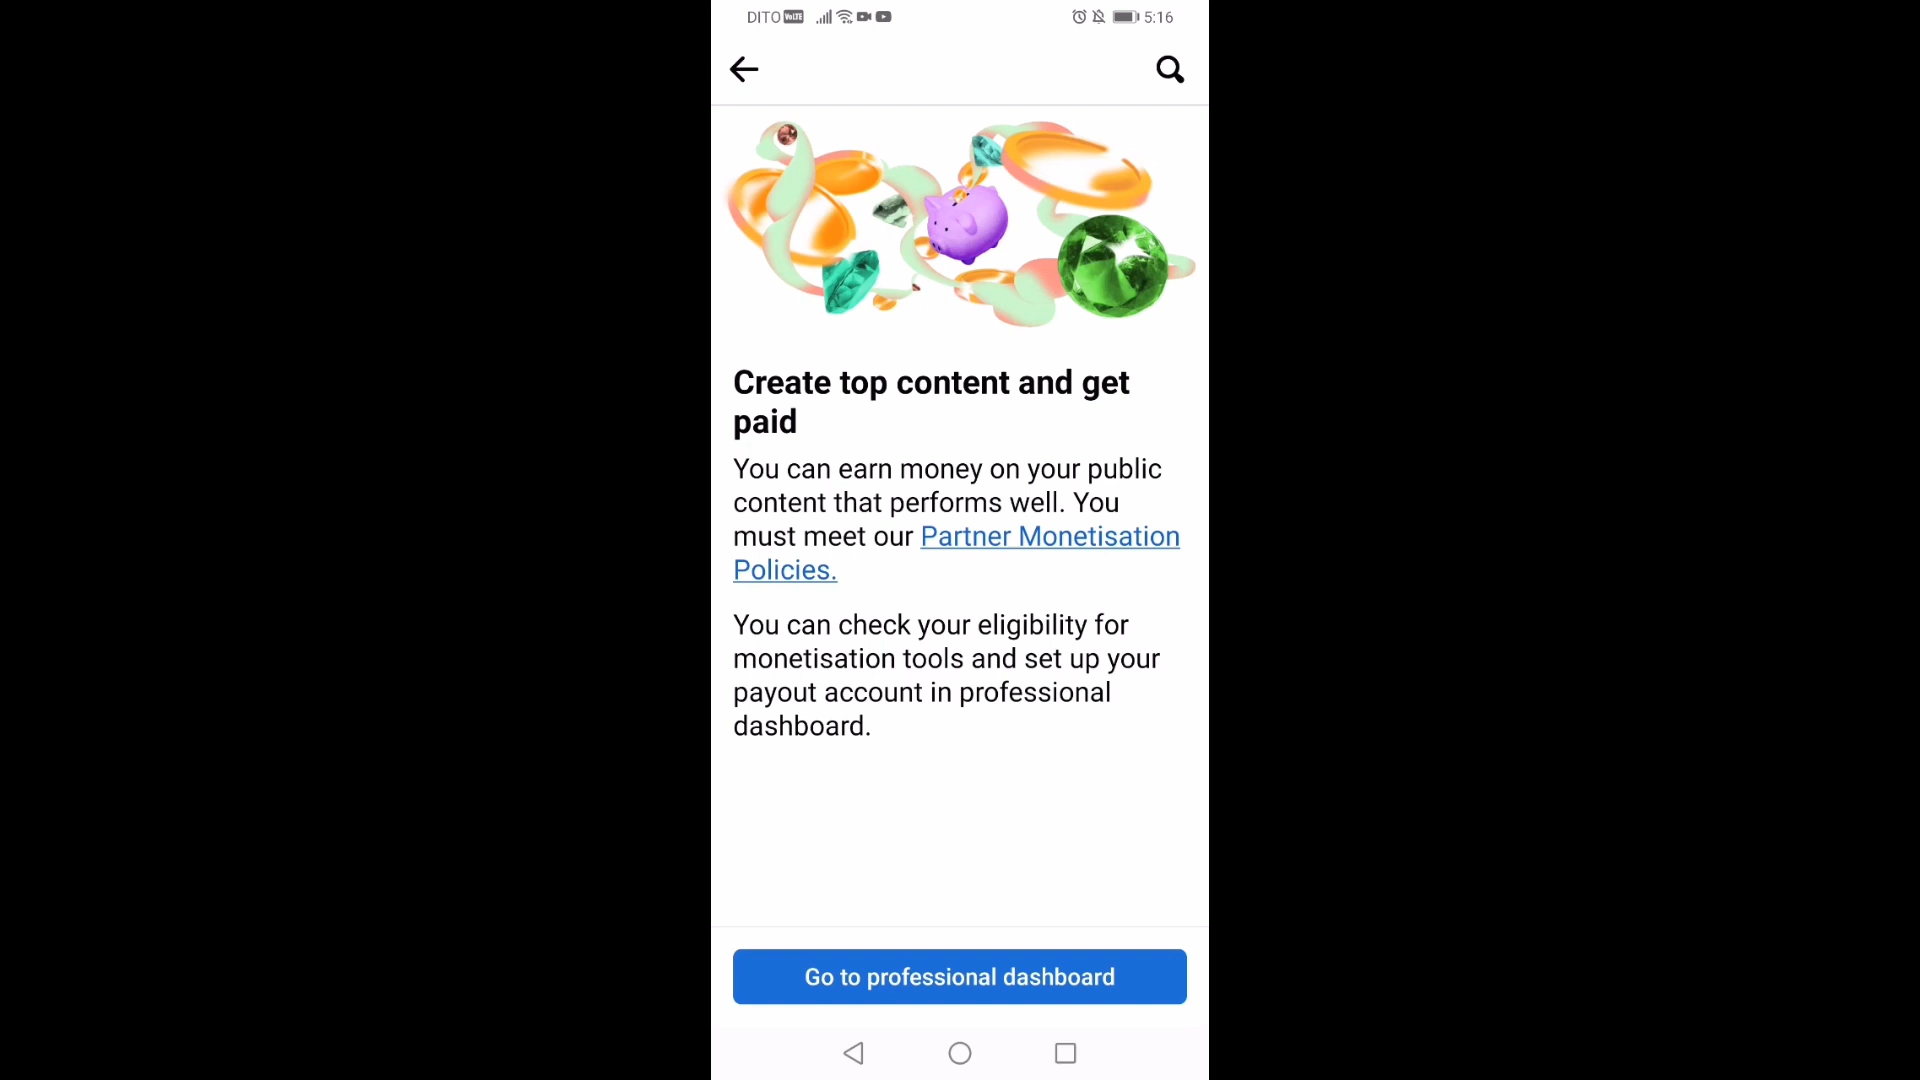 DITO VoLTE 5:16
Create top content and get
paid
You can earn money on your public
content that performs well. You
must meet our Partner Monetisation
Policies.
You can check your eligibility for
monetisation tools and set up your
payout account in professional
dashboard.
Go to professional dashboard